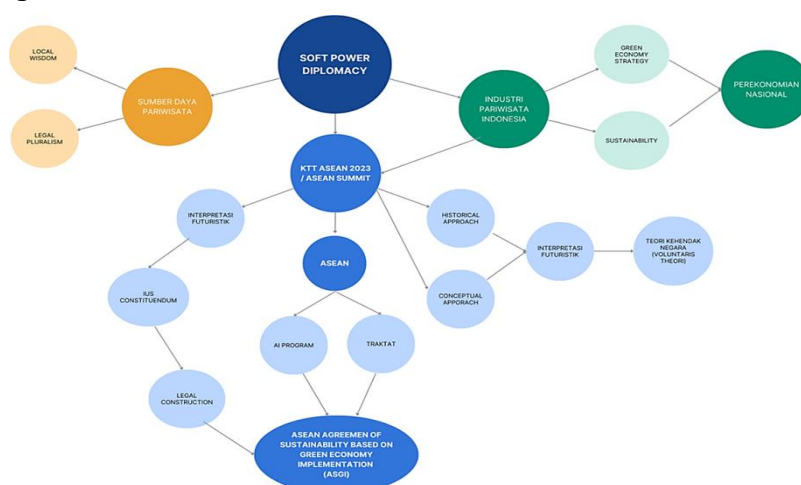 SOFT POWER
DIPLOMACY
LOCAL
WISDOM
SUMBER DAYA
PARIWISATA
LEGAL
PLURALISM
INDUSTRI
PARIWISATA
INDONESIA
GREEN
ECONOMY
STRATEGY
SUSTAINABILITY
PEREKONOMIAN
NASIONAL
KTT ASEAN 2023
/ ASEAN SUMMIT
INTERPRETASI
FUTURISTIK
IUS
CONSTITUENDUM
LEGAL
CONSTRUCTION
ASEAN
AI PROGRAM
TRAKTAT
HISTORICAL
APPROACH
CONCEPTUAL
APPORACH
INTERPRETASI
FUTURISTIK
TEORI KEHENDAK
NEGARA
(VOLUNTARIS
THEORI)
ASEAN AGREEMEN OF
SUSTAINABILITY BASED ON
GREEN ECONOMY
IMPLEMENTATION
(ASGI)